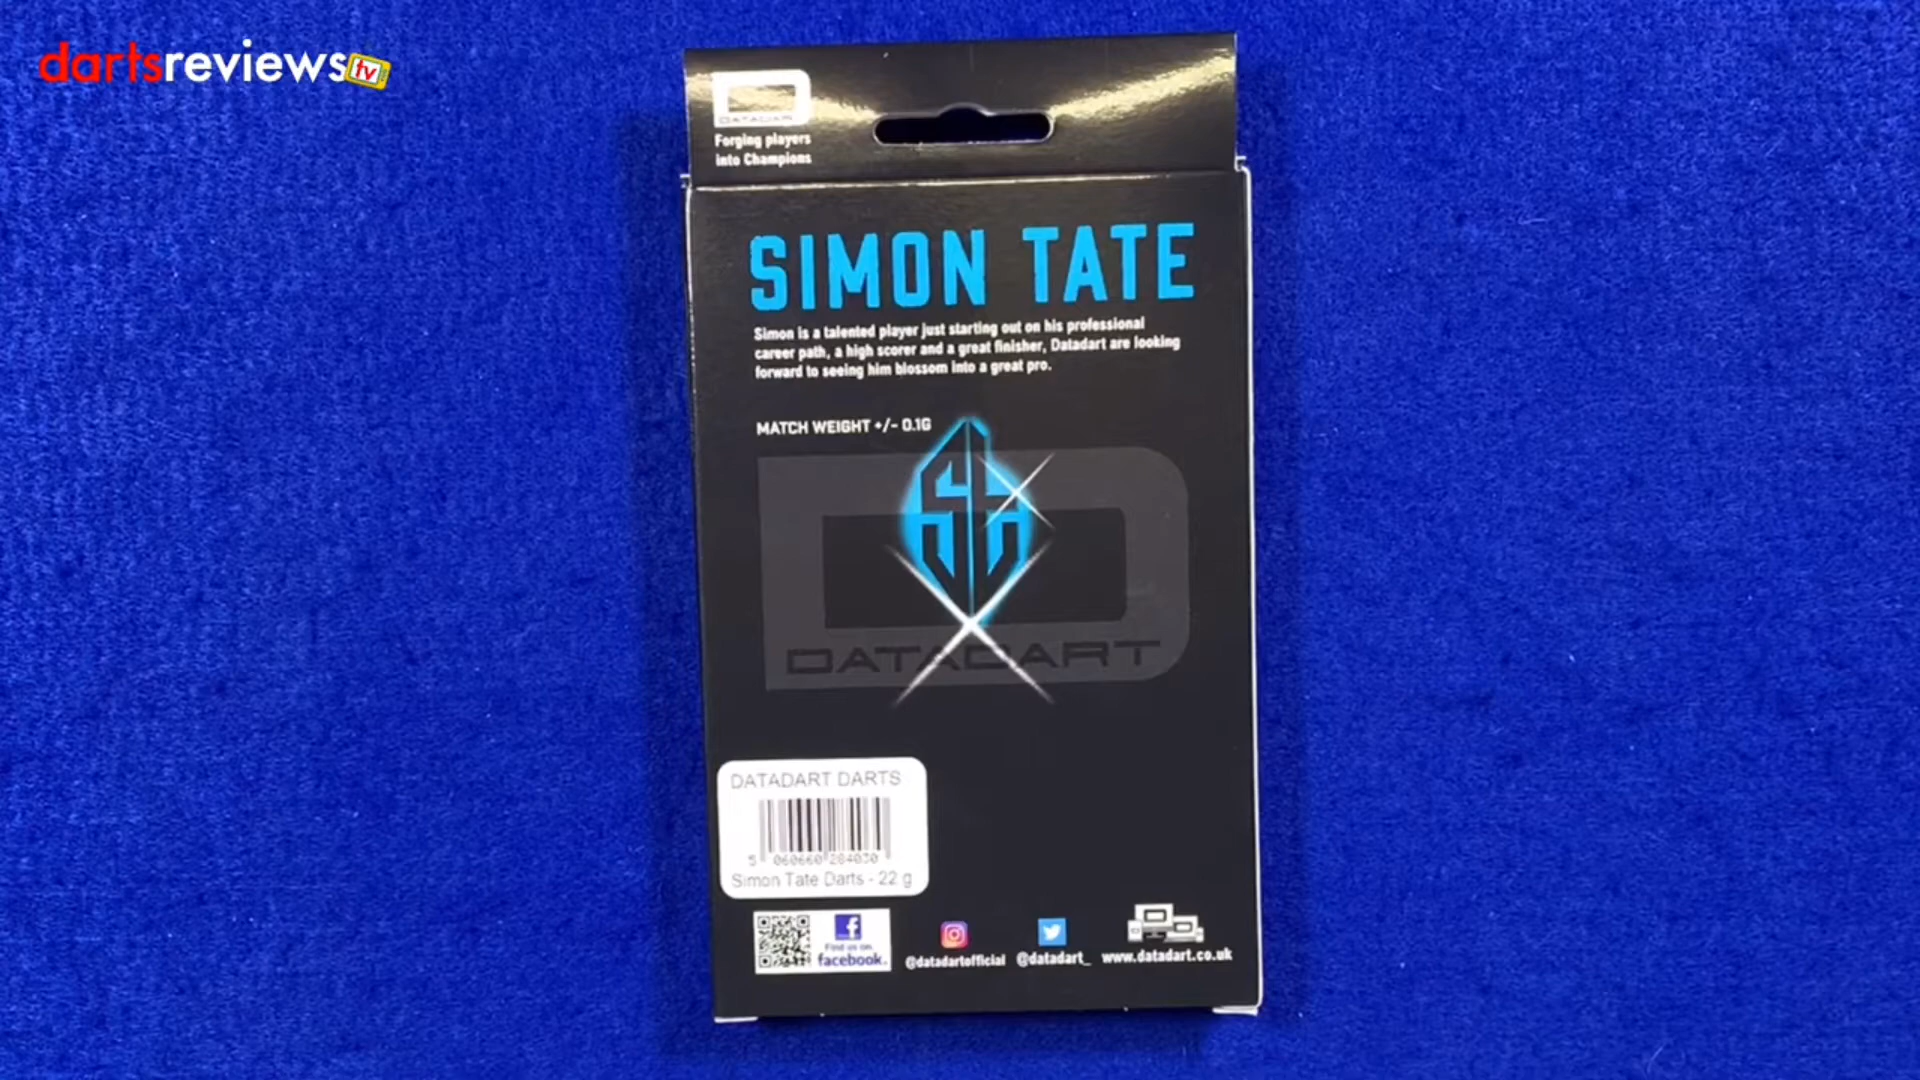 dartsreviews tv
DATADART
Forging players
into Champions
SIMON TATE
Simon is a talented player just starting out on his professional
career path, a high scorer and a great finisher, Datadart are looking
forward to seeing him blossom into a great pro.
MATCH WEIGHT +/- 0.1G
DATADART
DATADART DARTS
5 060660 284030
Simon Tate Darts - 22 g
Find us on
facebook.
@datadartofficial @datadart_ www.datadart.co.uk